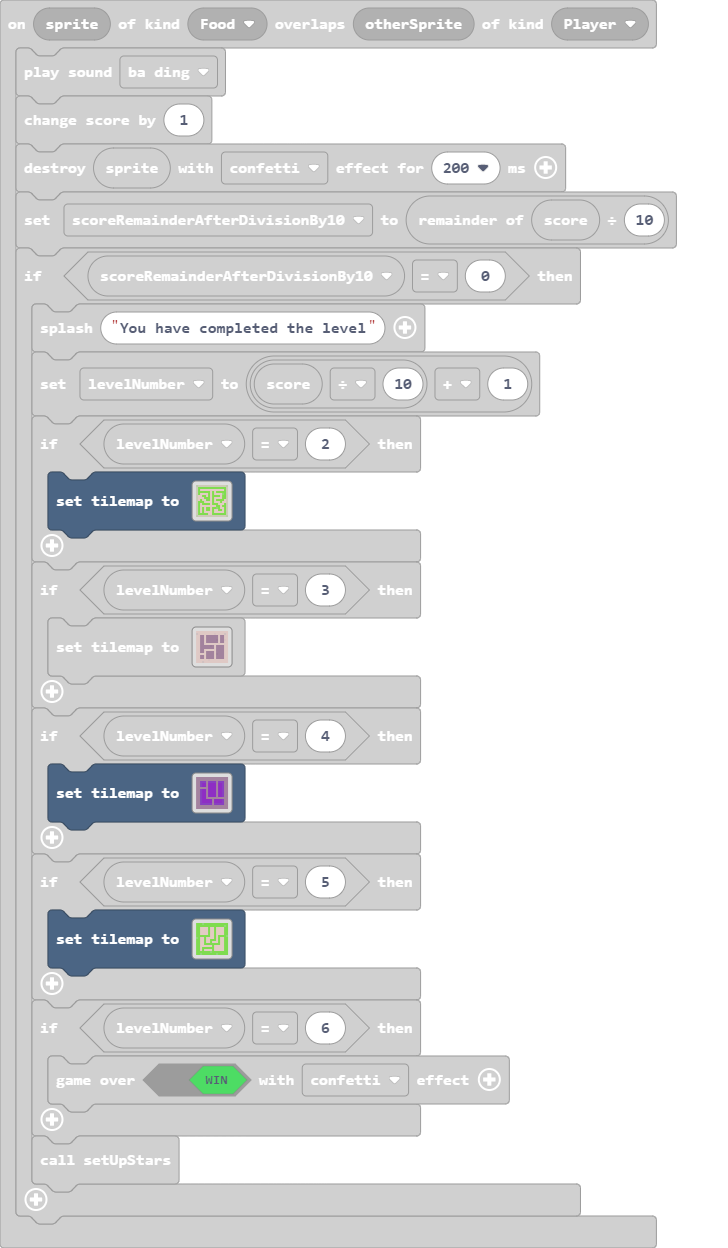 on sprite of kind Food overlaps otherSprite of kind Player
play sound ba ding
change score by 1
destroy sprite with confetti effect for 200 ms
set scoreRemainderAfterDivisionBy10 to remainder of score ÷ 10
if scoreRemainderAfterDivisionBy10 = 0 then
splash "You have completed the level"
set levelNumber to score ÷ 10 + 1
if levelNumber = 2 then
set tilemap to
if levelNumber = 3 then
set tilemap to
if levelNumber = 4 then
set tilemap to
if levelNumber = 5 then
set tilemap to
if levelNumber = 6 then
game over WIN with confetti effect
call setUpStars